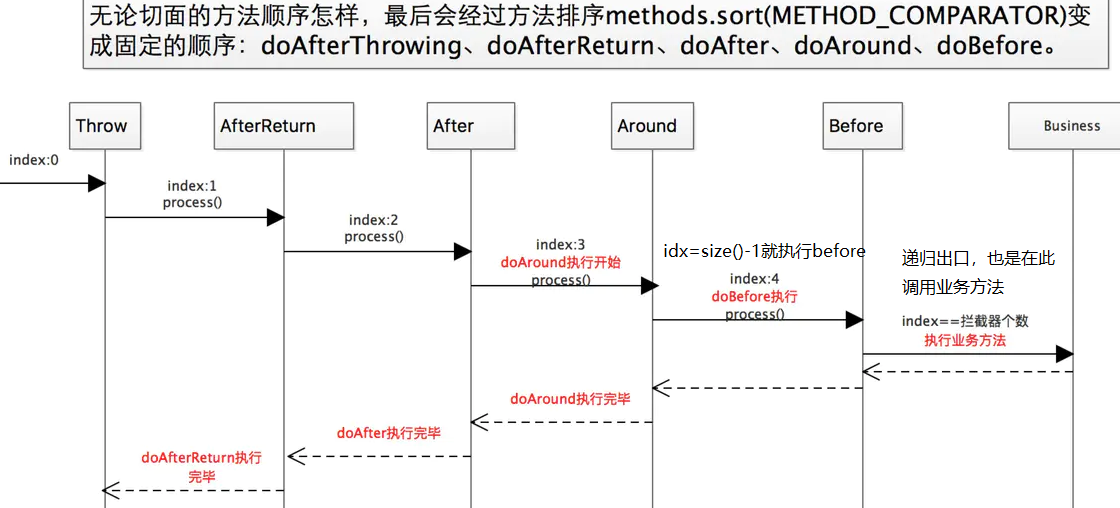 无论切面的方法顺序怎样，最后会经过方法排序methods.sort(METHOD_COMPARATOR)变
成固定的顺序：doAfterThrowing、doAfterReturn、doAfter、doAround、doBefore。
Throw
AfterReturn
After
Around
Before
Business
index:0
index:1
process()
index:2
process()
index:3
doAround执行开始
process()
idx=size()-1就执行before
index:4
doBefore执行
process()
递归出口，也是在此
调用业务方法
index==拦截器个数
执行业务方法
doAround执行完毕
doAfter执行完毕
doAfterReturn执行
完毕